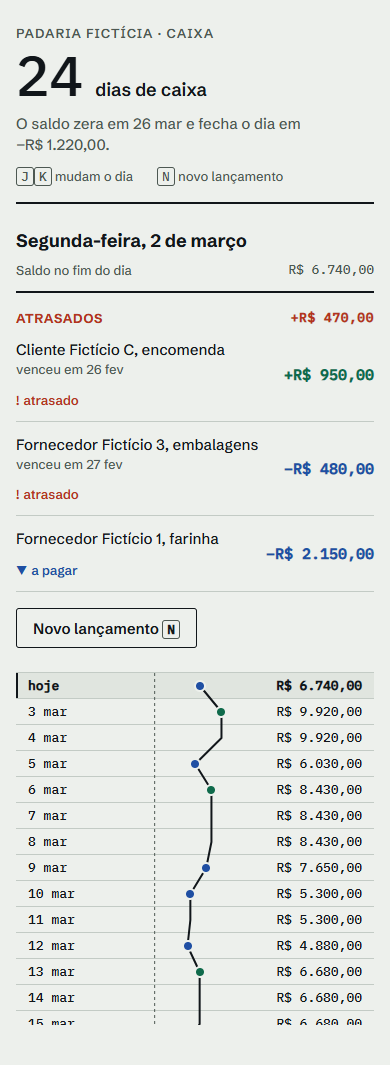 PADARIA FICTÍCIA · CAIXA
24 dias de caixa
O saldo zera em 26 mar e fecha o dia em
−R$ 1.220,00.
J K mudam o dia N novo lançamento
Segunda-feira, 2 de março
Saldo no fim do dia R$ 6.740,00
ATRASADOS +R$ 470,00
Cliente Fictício C, encomenda
venceu em 26 fev
+R$ 950,00
! atrasado
Fornecedor Fictício 3, embalagens
venceu em 27 fev
−R$ 480,00
! atrasado
Fornecedor Fictício 1, farinha
−R$ 2.150,00
▼ a pagar
Novo lançamento N
hoje R$ 6.740,00
3 mar R$ 9.920,00
4 mar R$ 9.920,00
5 mar R$ 6.030,00
6 mar R$ 8.430,00
7 mar R$ 8.430,00
8 mar R$ 8.430,00
9 mar R$ 7.650,00
10 mar R$ 5.300,00
11 mar R$ 5.300,00
12 mar R$ 4.880,00
13 mar R$ 6.680,00
14 mar R$ 6.680,00
15 mar R$ 6.680,00